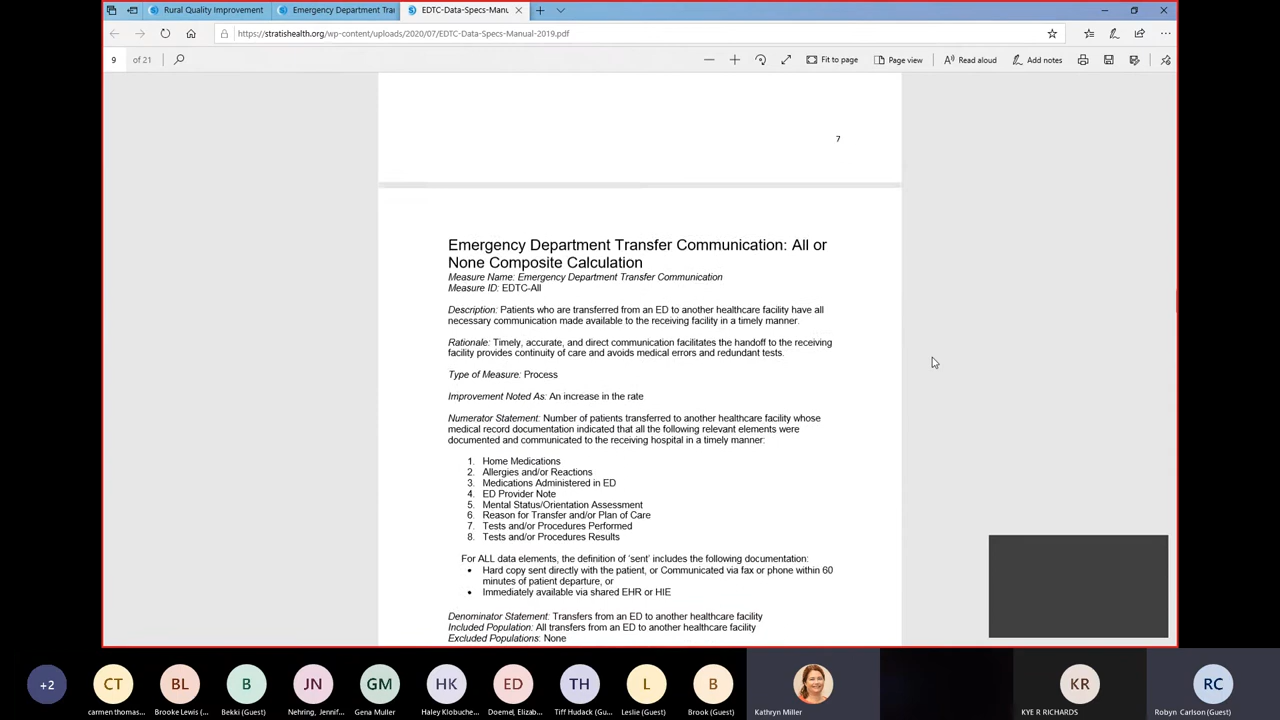 Rural Quality Improvement
Emergency Department Tra
EDTC-Data-Specs-Manu
https://stratishealth.org/wp-content/uploads/2020/07/EDTC-Data-Specs-Manual-2019.pdf
9 of 21
Fit to page
Page view
Read aloud
Add notes
7
Emergency Department Transfer Communication: All or
None Composite Calculation
Measure Name: Emergency Department Transfer Communication
Measure ID: EDTC-All
Description: Patients who are transferred from an ED to another healthcare facility have all
necessary communication made available to the receiving facility in a timely manner.
Rationale: Timely, accurate, and direct communication facilitates the handoff to the receiving
facility provides continuity of care and avoids medical errors and redundant tests.
Type of Measure: Process
Improvement Noted As: An increase in the rate
Numerator Statement: Number of patients transferred to another healthcare facility whose
medical record documentation indicated that all the following relevant elements were
documented and communicated to the receiving hospital in a timely manner:
1. Home Medications
2. Allergies and/or Reactions
3. Medications Administered in ED
4. ED Provider Note
5. Mental Status/Orientation Assessment
6. Reason for Transfer and/or Plan of Care
7. Tests and/or Procedures Performed
8. Tests and/or Procedures Results
For ALL data elements, the definition of 'sent' includes the following documentation:
• Hard copy sent directly with the patient, or Communicated via fax or phone within 60
minutes of patient departure, or
• Immediately available via shared EHR or HIE
Denominator Statement: Transfers from an ED to another healthcare facility
Included Population: All transfers from an ED to another healthcare facility
Excluded Populations: None
+2
CT
BL
B
JN
GM
HK
ED
TH
L
B
KR
RC
carmen thomas...
Brooke Lewis (...
Bekki (Guest)
Nehring, Jennif...
Gena Muller
Haley Klobuche...
Doemel, Elizab...
Tiff Hudack (Gu...
Leslie (Guest)
Brook (Guest)
Kathryn Miller
KYE R RICHARDS
Robyn Carlson (Guest)